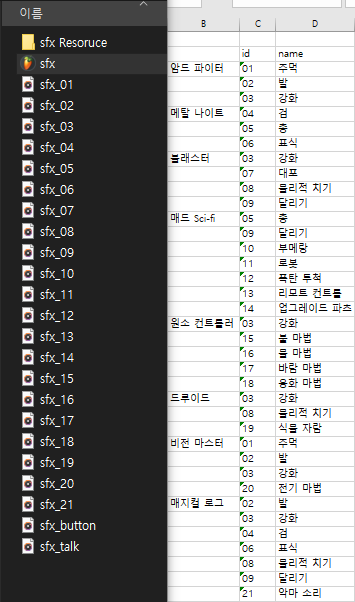 이름
sfx Resoruce
sfx
sfx_01
sfx_02
sfx_03
sfx_04
sfx_05
sfx_06
sfx_07
sfx_08
sfx_09
sfx_10
sfx_11
sfx_12
sfx_13
sfx_14
sfx_15
sfx_16
sfx_17
sfx_18
sfx_19
sfx_20
sfx_21
sfx_button
sfx_talk
B C D
id name
암드 파이터 01 주먹
02 발
03 강화
메탈 나이트 04 검
05 총
06 표식
블래스터 03 강화
07 대포
08 물리적 치기
09 달리기
매드 Sci-fi 05 총
09 달리기
10 부메랑
11 로봇
12 폭탄 투척
13 리모트 컨트롤
14 업그레이드 파츠
원소 컨트롤러 03 강화
15 불 마법
16 물 마법
17 바람 마법
18 용화 마법
드루이드 03 강화
08 물리적 치기
19 식물 자람
비전 마스터 01 주먹
02 발
03 강화
20 전기 마법
매지컬 로그 02 발
03 강화
04 검
06 표식
08 물리적 치기
09 달리기
21 악마 소리